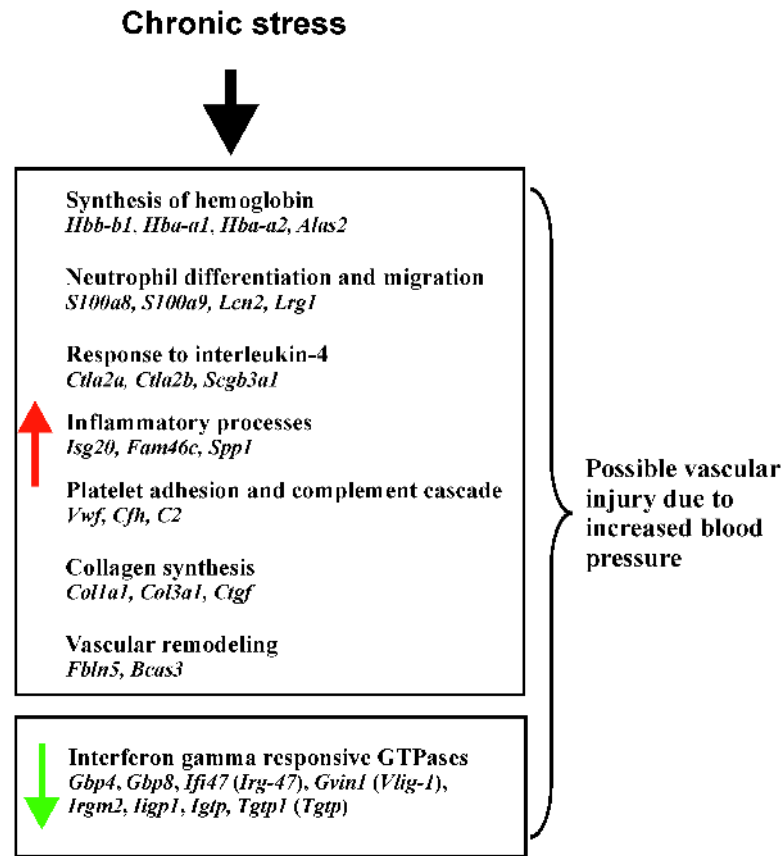 Chronic stress
Synthesis of hemoglobin
Hbb-b1, Hba-a1, Hba-a2, Alas2
Neutrophil differentiation and migration
S100a8, S100a9, Lcn2, Lrg1
Response to interleukin-4
Ctla2a, Ctla2b, Scgb3a1
Inflammatory processes
Isg20, Fam46c, Spp1
Platelet adhesion and complement cascade
Vwf, Cfh, C2
Collagen synthesis
Col1a1, Col3a1, Ctgf
Vascular remodeling
Fbln5, Bcas3
Possible vascular
injury due to
increased blood
pressure
Interferon gamma responsive GTPases
Gbp4, Gbp8, Ifi47 (Irg-47), Gvin1 (Vlig-1),
Irgm2, Iigp1, Igtp, Tgtp1 (Tgtp)